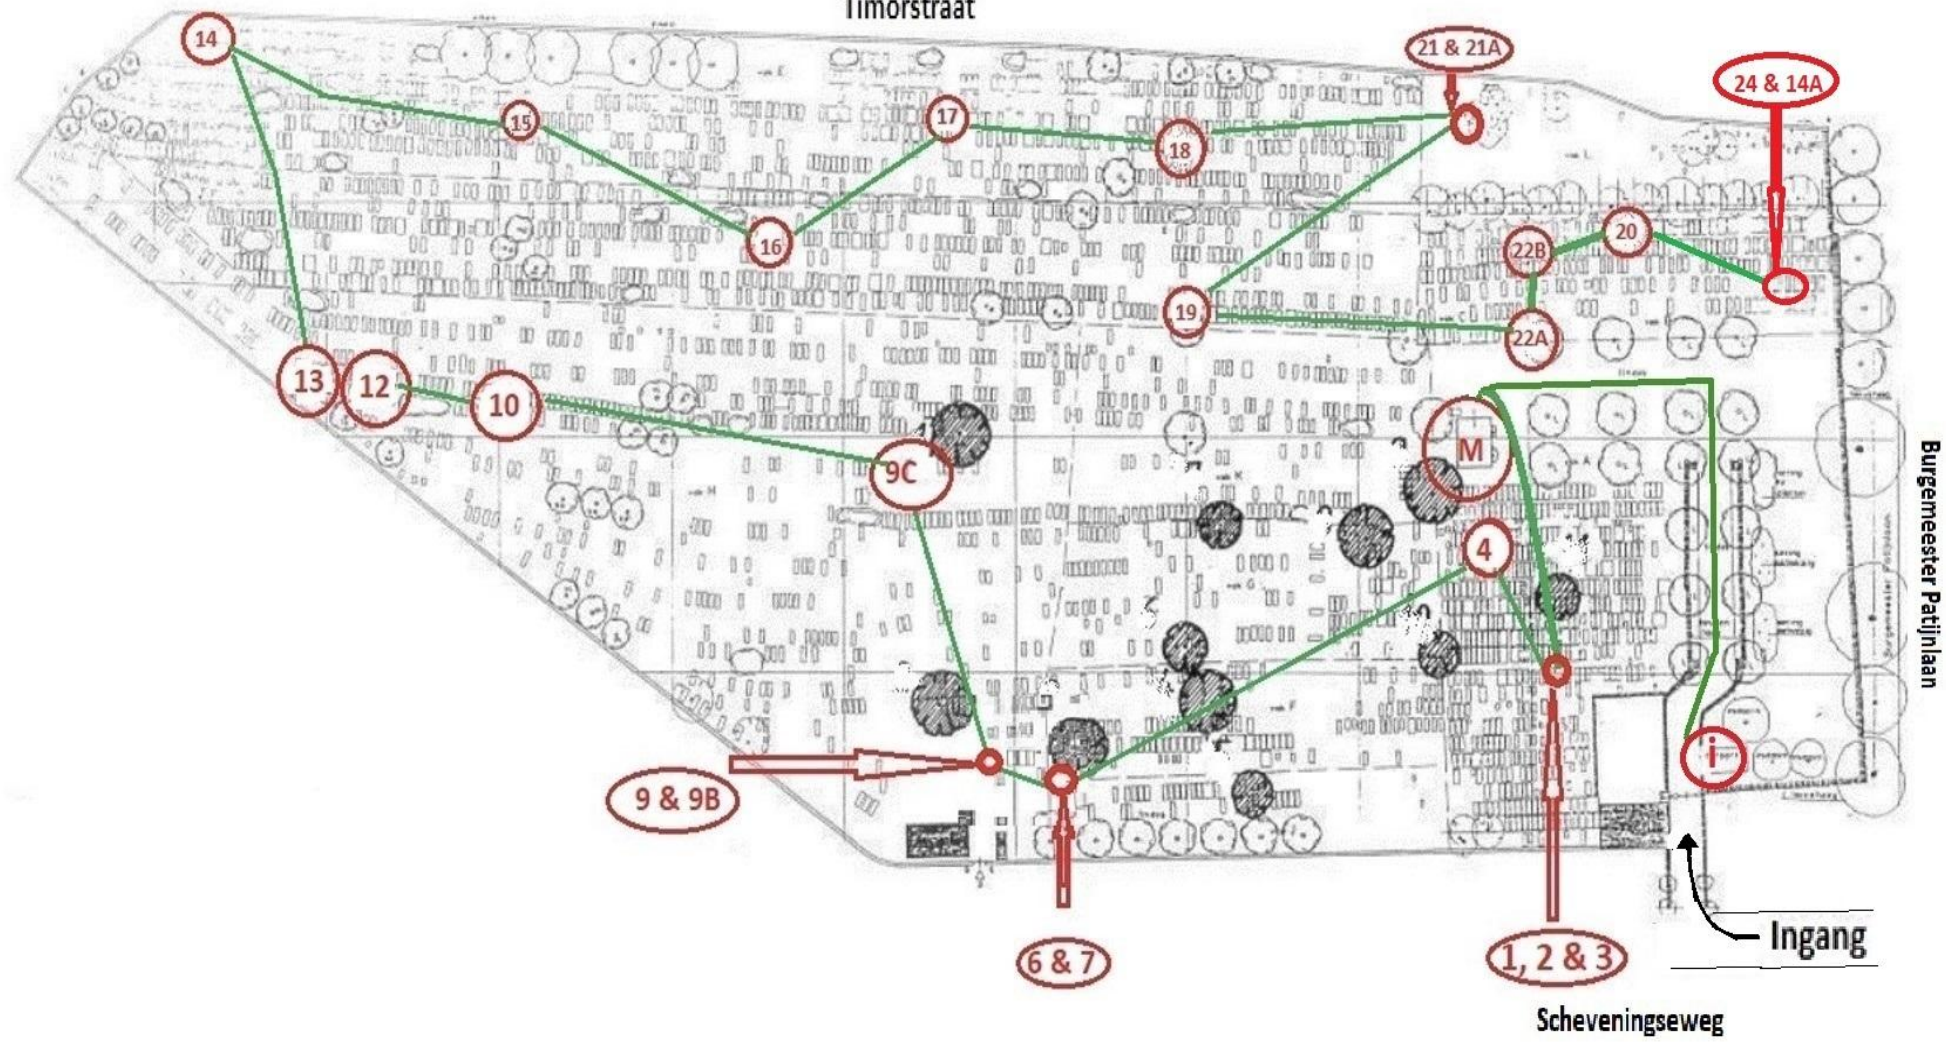 Timorstraat
14
21 & 21A
24 & 14A
15
17
18
16
20
22B
19
22A
13
12
10
9C
M
4
Burgemeester Patijnlaan
i
9 & 9B
6 & 7
1, 2 & 3
Ingang
Scheveningseweg